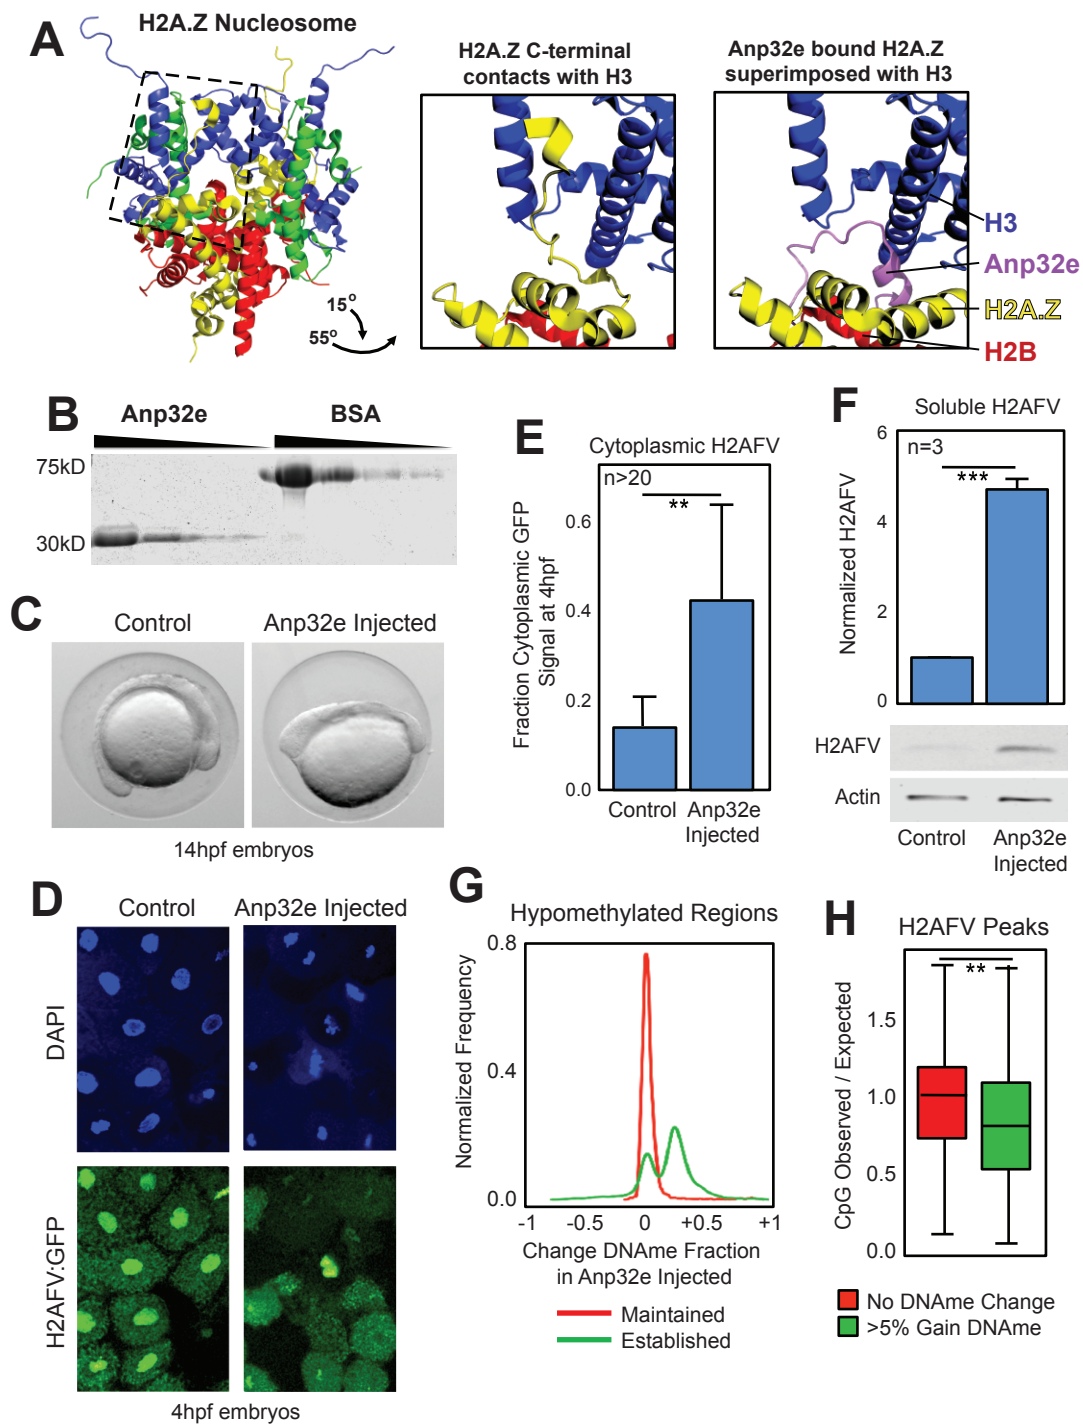 A
H2A.Z Nucleosome
15°
55°
H2A.Z C-terminal
contacts with H3
Anp32e bound H2A.Z
superimposed with H3
H3
Anp32e
H2A.Z
H2B
B
Anp32e
BSA
75kD
30kD
C
Control
Anp32e Injected
14hpf embryos
D
Control
Anp32e Injected
DAPI
H2AFV:GFP
4hpf embryos
E
Cytoplasmic H2AFV
n>20
**
Fraction Cytoplasmic GFP
Signal at 4hpf
0.6
0.4
0.2
0.0
Control
Anp32e
Injected
F
Soluble H2AFV
n=3
***
Normalized H2AFV
6
4
2
0
H2AFV
Actin
Control
Anp32e
Injected
G
Hypomethylated Regions
Normalized Frequency
0.8
0.4
0.0
-1 -0.5 0 +0.5 +1
Change DNAme Fraction
in Anp32e Injected
Maintained
Established
H
H2AFV Peaks
**
CpG Observed / Expected
1.5
1.0
0.5
0.0
No DNAme Change
>5% Gain DNAme